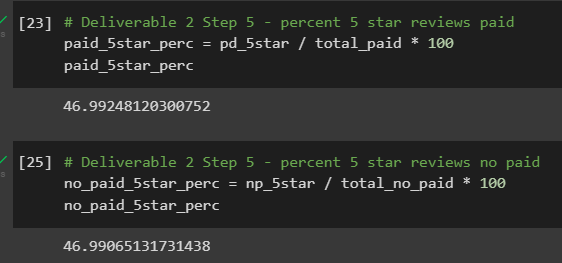 [23] # Deliverable 2 Step 5 - percent 5 star reviews paid
paid_5star_perc = pd_5star / total_paid * 100
paid_5star_perc
46.99248120300752
[25] # Deliverable 2 Step 5 - percent 5 star reviews no paid
no_paid_5star_perc = np_5star / total_no_paid * 100
no_paid_5star_perc
46.99065131731438